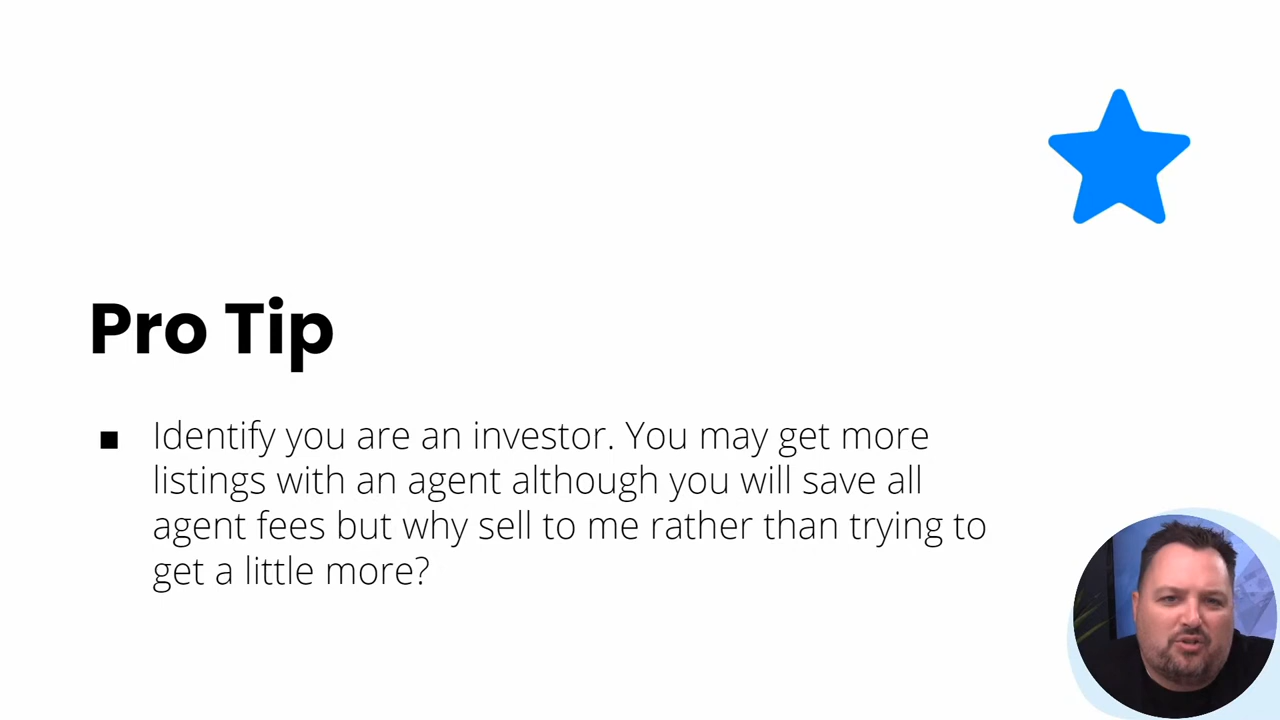 Pro Tip
Identify you are an investor. You may get more
listings with an agent although you will save all
agent fees but why sell to me rather than trying to
get a little more?